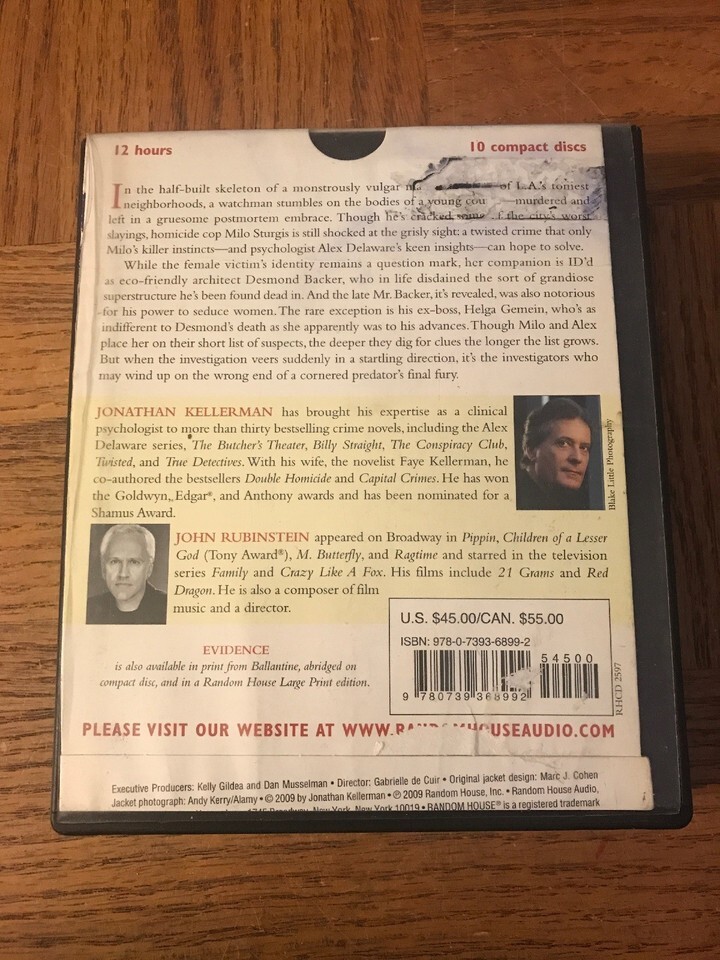 12 hours
10 compact discs
In the half-built skeleton of a monstrously vulgar of L.A.'s toniest
neighborhoods, a watchman stumbles on the bodies of a young —murdered and
left in a gruesome postmortem embrace. Though he's cracked some of the city's worst
slayings, homicide cop Milo Sturgis is still shocked at the grisly sight: a twisted crime that only
Milo's killer instincts—and psychologist Alex Delaware's keen insights—can hope to solve.
While the female victim's identity remains a question mark, her companion is ID'd
as eco-friendly architect Desmond Backer, who in life disdained the sort of grandiose
superstructure he's been found dead in. And the late Mr. Backer, it's revealed, was also notorious
for his power to seduce women. The rare exception is his ex-boss, Helga Gemein, who's as
indifferent to Desmond's death as she apparently was to his advances. Though Milo and Alex
place her on their short list of suspects, the deeper they dig for clues the longer the list grows.
But when the investigation veers suddenly in a startling direction, it's the investigators who
may wind up on the wrong end of a cornered predator's final fury.
JONATHAN KELLERMAN has brought his expertise as a clinical
psychologist to more than thirty bestselling crime novels, including the Alex
Delaware series, The Butcher's Theater, Billy Straight, The Conspiracy Club,
Twisted, and True Detectives. With his wife, the novelist Faye Kellerman, he
co-authored the bestsellers Double Homicide and Capital Crimes. He has won
the Goldwyn, Edgar®, and Anthony awards and has been nominated for a
Shamus Award.
Blake Little Photography
JOHN RUBINSTEIN appeared on Broadway in Pippin, Children of a Lesser
God (Tony Award®), M. Butterfly, and Ragtime and starred in the television
series Family and Crazy Like A Fox. His films include 21 Grams and Red
Dragon. He is also a composer of film
music and a director.
EVIDENCE
is also available in print from Ballantine, abridged on
compact disc, and in a Random House Large Print edition.
U.S. $45.00/CAN. $55.00
ISBN: 978-0-7393-6899-2
54500
9 780739 368992
RHCD 2597
PLEASE VISIT OUR WEBSITE AT WWW.RANDOMHOUSEAUDIO.COM
Executive Producers: Kelly Gildea and Dan Musselman • Director: Gabrielle de Cuir • Original jacket design: Marc J. Cohen
Jacket photograph: Andy Kerry/Alamy • © 2009 by Jonathan Kellerman • ℗ 2009 Random House, Inc. • Random House Audio,
1745 Broadway, New York, New York 10019 • RANDOM HOUSE® is a registered trademark